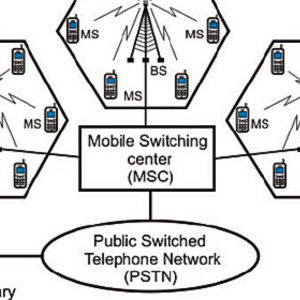 MS
MS
BS
MS
MS
MS
Mobile Switching
center
(MSC)
Public Switched
Telephone Network
(PSTN)
ary